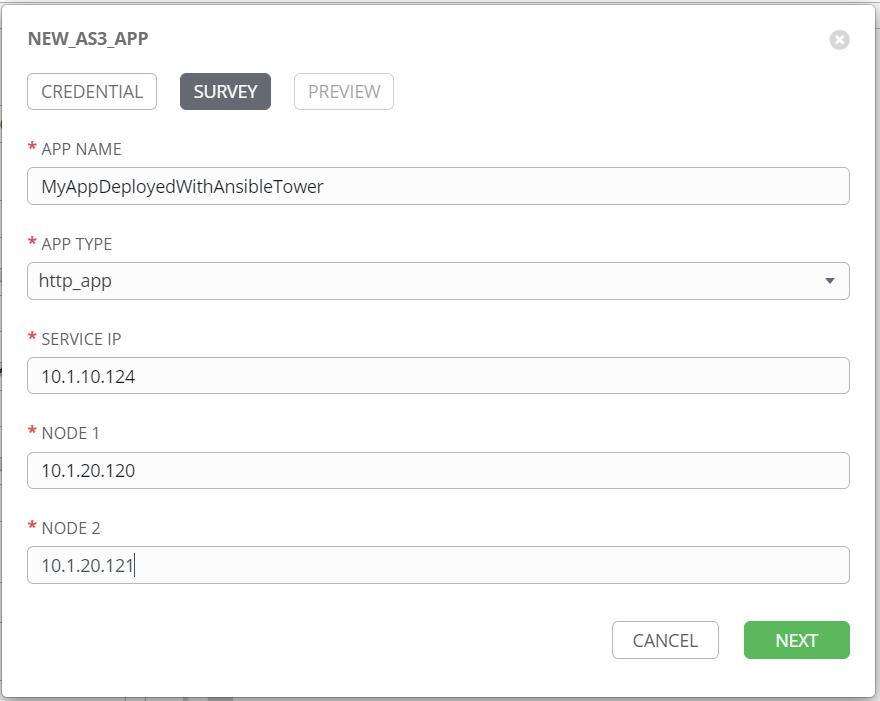 NEW_AS3_APP
CREDENTIAL SURVEY PREVIEW
* APP NAME
MyAppDeployedWithAnsibleTower
* APP TYPE
http_app
* SERVICE IP
10.1.10.124
* NODE 1
10.1.20.120
* NODE 2
10.1.20.121
CANCEL NEXT